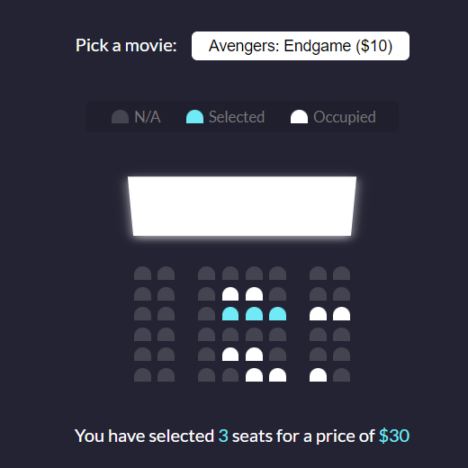 Pick a movie: Avengers: Endgame ($10)
N/A Selected Occupied
You have selected 3 seats for a price of $30